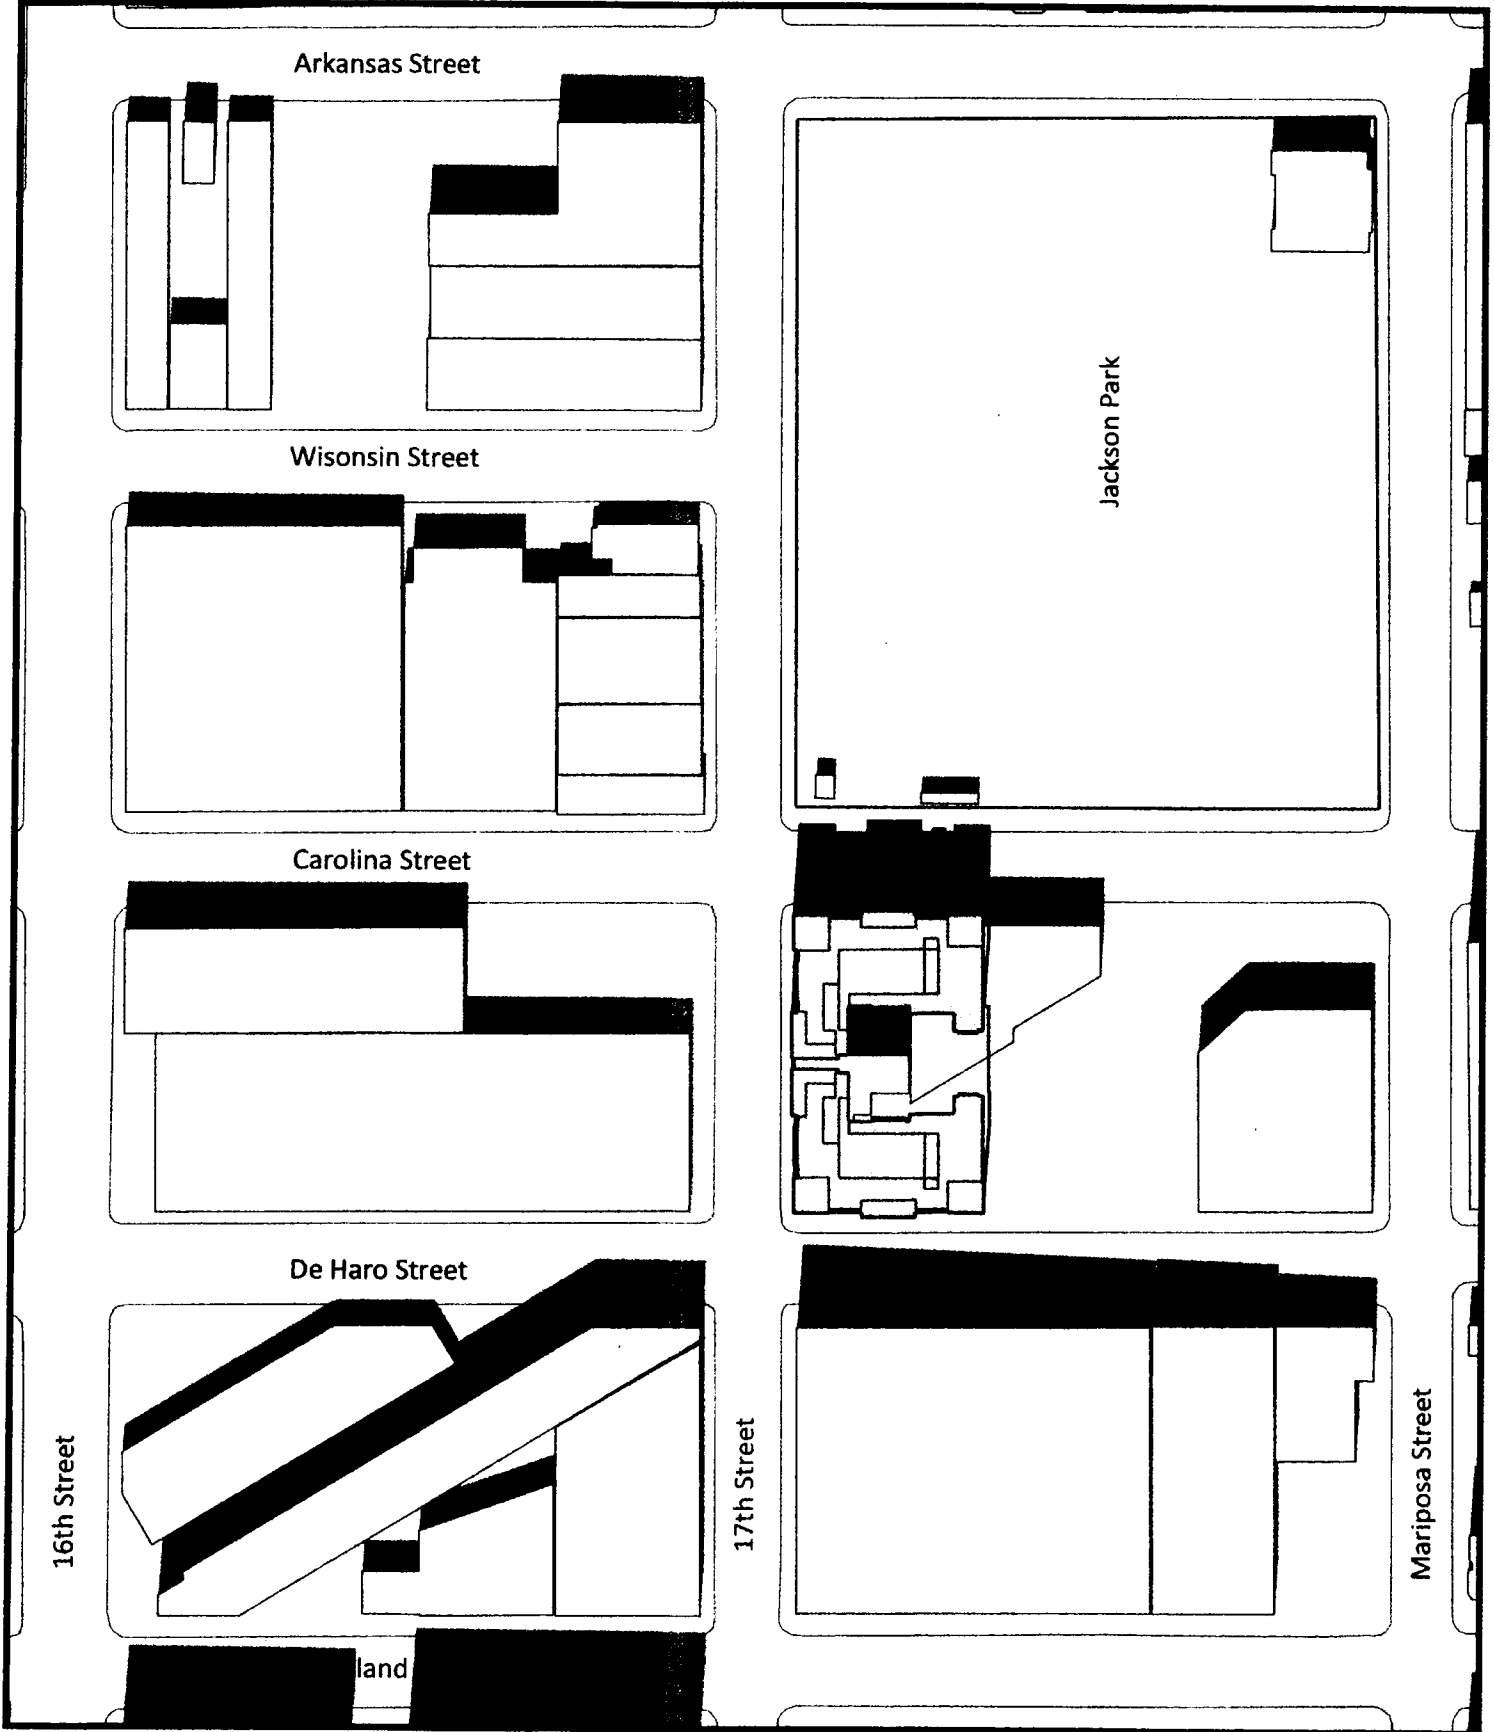 Arkansas Street
Jackson Park
Wisonsin Street
Carolina Street
De Haro Street
16th Street
17th Street
Mariposa Street
land